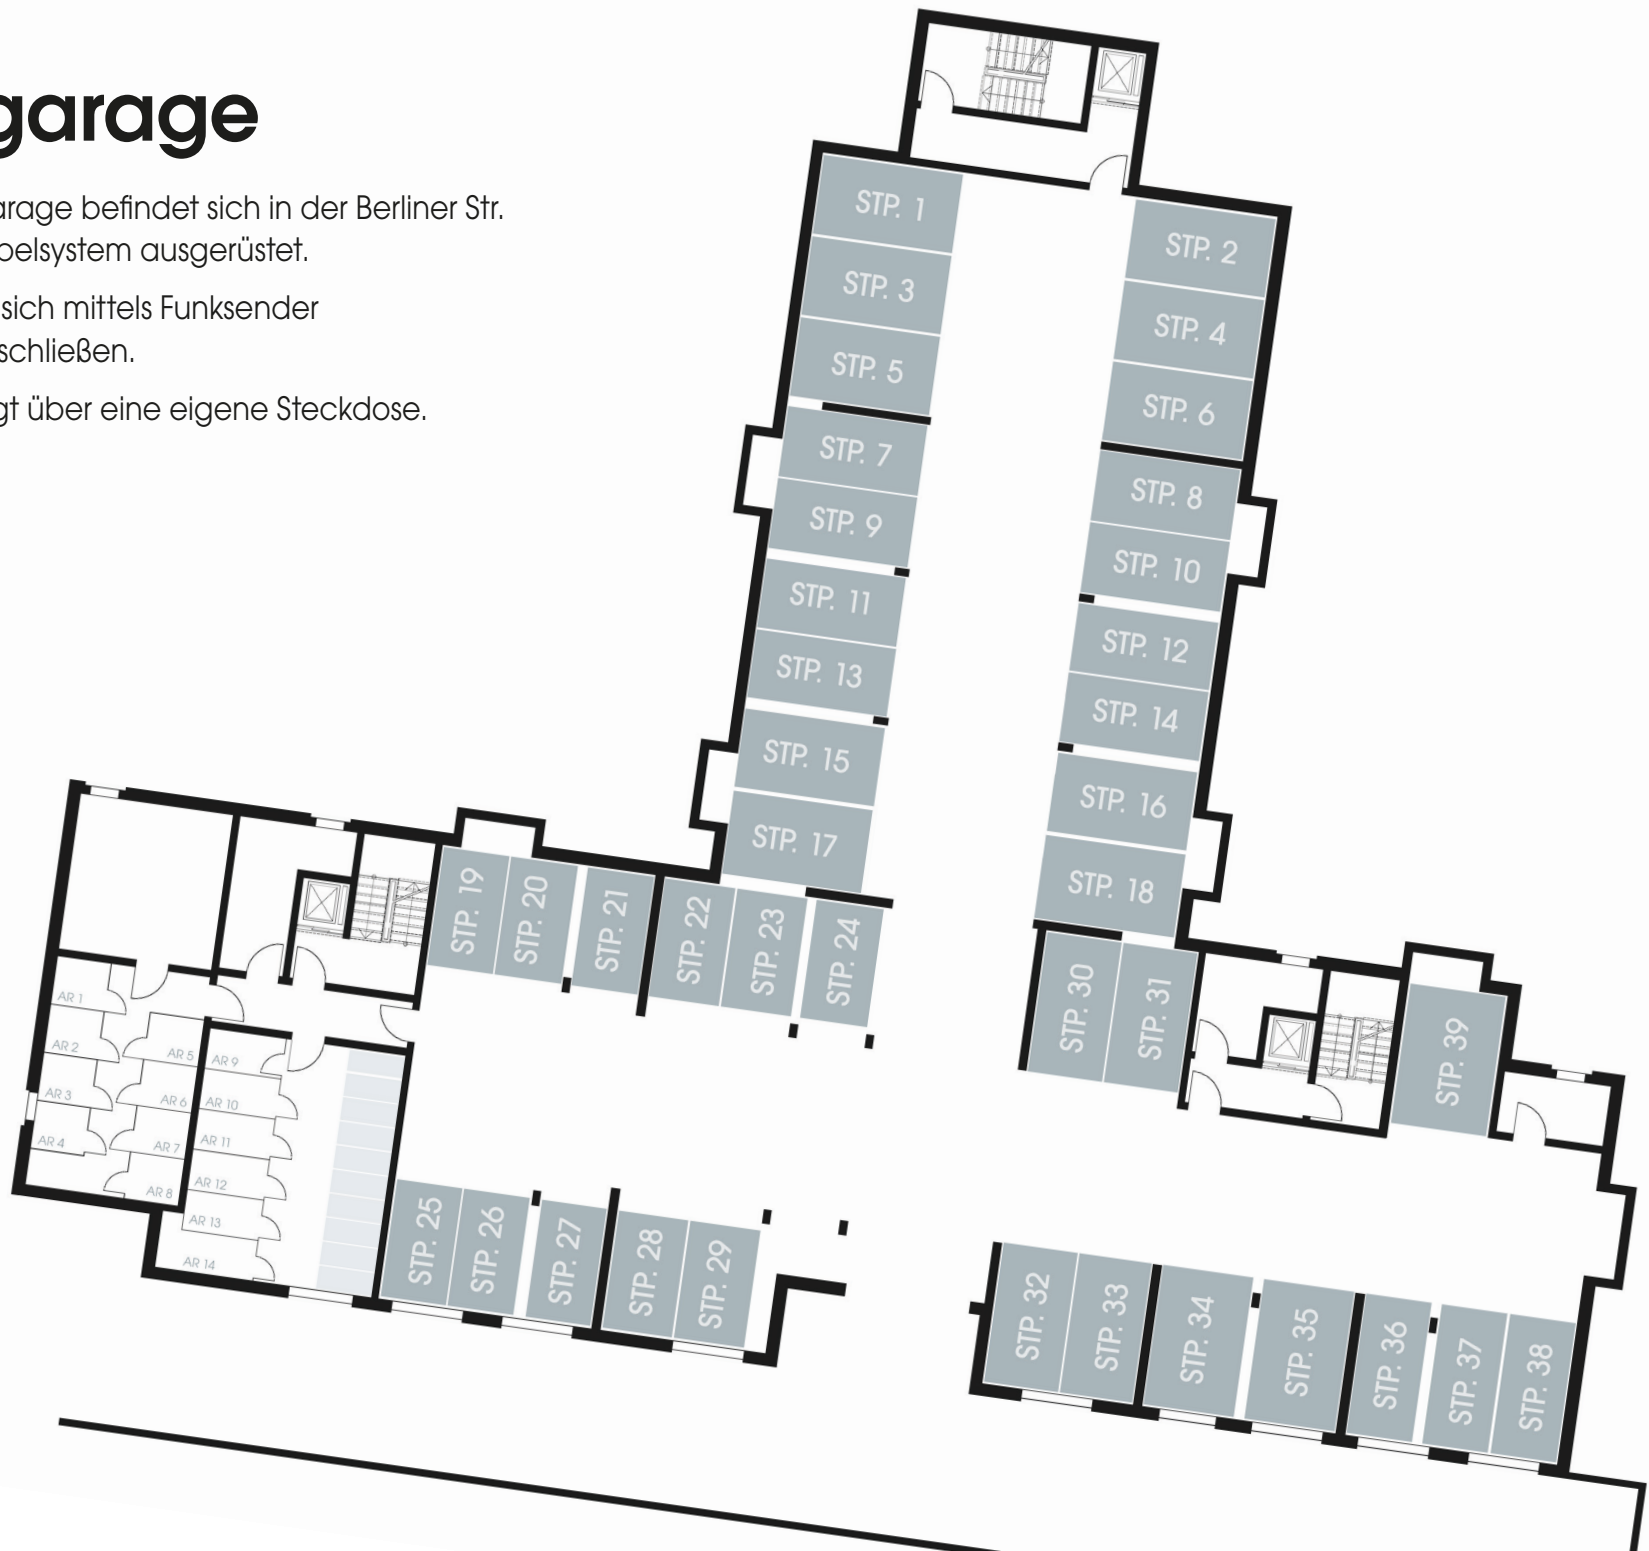 garage
arage befindet sich in der Berliner Str.
pelsystem ausgerüstet.
sich mittels Funksender
schließen.
gt über eine eigene Steckdose.
STP. 1
STP. 2
STP. 3
STP. 4
STP. 5
STP. 6
STP. 7
STP. 8
STP. 9
STP. 10
STP. 11
STP. 12
STP. 13
STP. 14
STP. 15
STP. 16
STP. 17
STP. 18
STP. 19
STP. 20
STP. 21
STP. 22
STP. 23
STP. 24
STP. 30
STP. 31
STP. 39
AR 1
AR 2
AR 3
AR 4
AR 5
AR 6
AR 7
AR 8
AR 9
AR 10
AR 11
AR 12
AR 13
AR 14
STP. 25
STP. 26
STP. 27
STP. 28
STP. 29
STP. 32
STP. 33
STP. 34
STP. 35
STP. 36
STP. 37
STP. 38